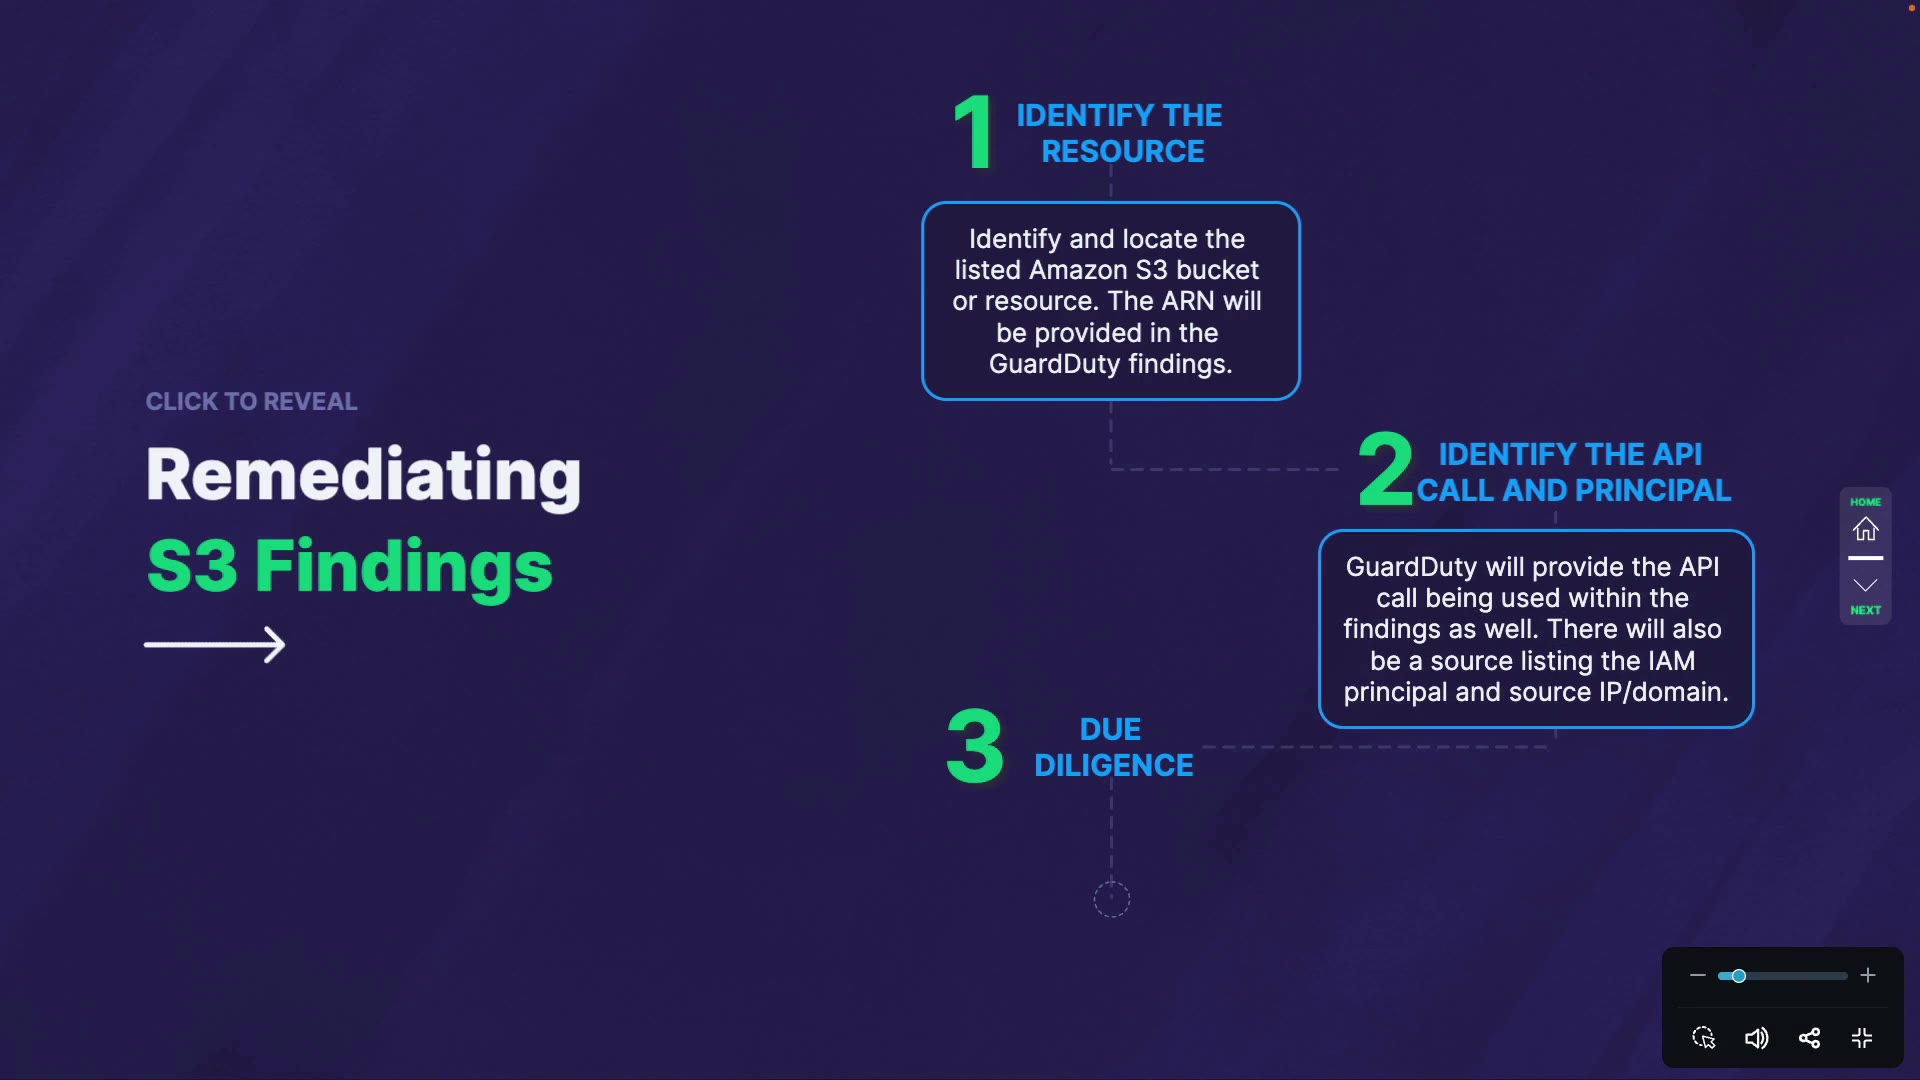 CLICK TO REVEAL
Remediating
S3 Findings
1
IDENTIFY THE
RESOURCE
Identify and locate the
listed Amazon S3 bucket
or resource. The ARN will
be provided in the
GuardDuty findings.
2
IDENTIFY THE API
CALL AND PRINCIPAL
GuardDuty will provide the API
call being used within the
findings as well. There will also
be a source listing the IAM
principal and source IP/domain.
3
DUE
DILIGENCE
HOME
NEXT